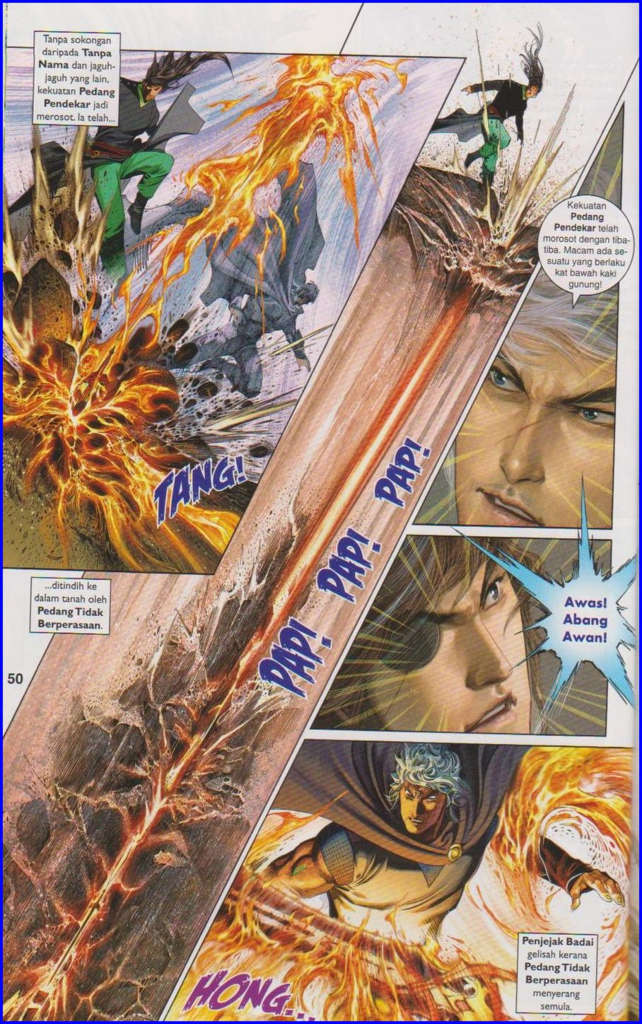 Tanpa sokongan
daripada Tanpa
Nama dan jaguh-
jaguh yang lain,
kekuatan Pedang
Pendekar jadi
merosot. Ia telah...
Kekuatan
Pedang
Pendekar telah
morosot dengan tiba-
tiba. Macam ada se-
suatu yang berlaku
kat bawah kaki
gunung!
TANG!
PAP! PAP! PAP!
...ditindih ke
dalam tanah oleh
Pedang Tidak
Berperasaan.
Awas!
Abang
Awan!
50
Penjejak Badai
gelisah kerana
Pedang Tidak
Berperasaan
menyerang
semula.
HONG...